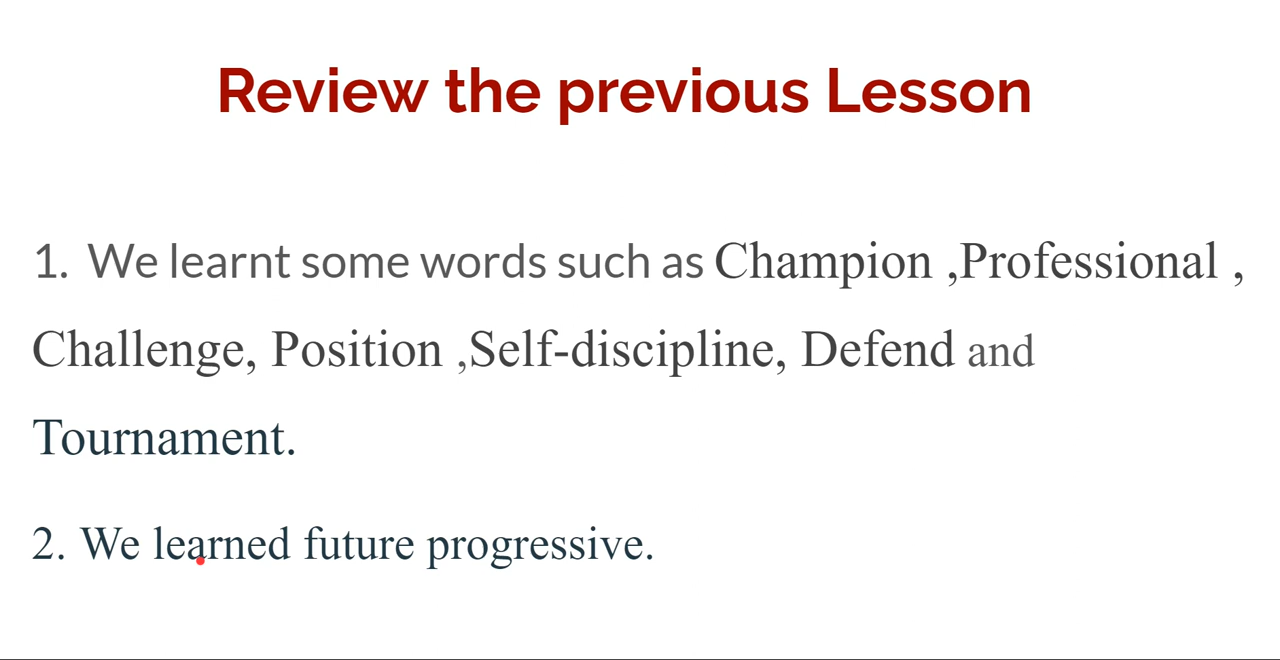 Review the previous Lesson
1. We learnt some words such as Champion ,Professional ,
Challenge, Position ,Self-discipline, Defend and
Tournament.
2. We learned future progressive.